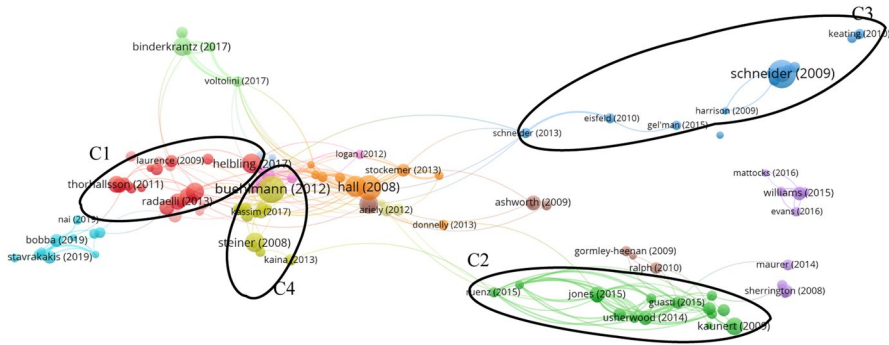 C3
keating (2010)
binderkrantz (2017)
schneider (2009)
voltolini (2017)
harrison (2009)
eisfeld (2010)
gel'man (2015)
schneider (2013)
C1
logan (2012)
laurence (2009)
helbling (2017)
stockemer (2013)
mattocks (2016)
thorhallsson (2011)
buehlmann (2012)
hall (2008)
williams (2015)
radaelli (2013)
ashworth (2009)
kassim (2017)
ariely (2012)
evans (2016)
nai (2019)
donnelly (2013)
bobba (2019)
steiner (2008)
stavrakakis (2019)
kaina (2013)
gormley-heenan (2009)
C2
ralph (2010)
maurer (2014)
C4
ruenz (2015)
jones (2015)
guasti (2015)
sherrington (2008)
usherwood (2014)
kaunert (2009)